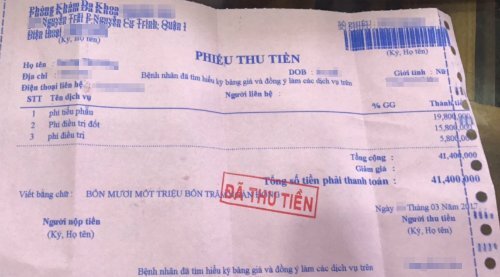 Phòng Khám Đa Khoa
Nguyễn Trãi P. Nguyễn Cư Trinh, Quận 1
Điện thoại
(Ký, Họ tên)
SỐ PHIẾU
(Ký, Họ tên)
PHIẾU THU TIỀN
Họ tên :
DOB :
Giới tính : Nữ
Địa chỉ :
Bệnh nhân đã tìm hiểu kỹ bảng giá và đồng ý làm các dịch vụ trên
Điện thoại liên hệ
Người liên hệ :
STT Tên dịch vụ % GG Thành tiền
1 phí tiểu phẫu 19,800,000
2 Phí điều trị đốt 15,800,000
3 phí điều trị 5,800,000
Tổng cộng : 41,400,000
Giảm giá :
Tổng số tiền phải thanh toán : 41,400,000
Viết bằng chữ : BỐN MƯƠI MỐT TRIỆU BỐN TRĂM
ĐÃ THU TIỀN
Ngày Tháng 03 Năm 2017
Người nộp tiền
Người thu tiền
(Ký, Họ tên)
(Ký, Họ tên)
Bệnh nhân đã tìm hiểu kỹ bảng giá và đồng ý làm các dịch vụ trên